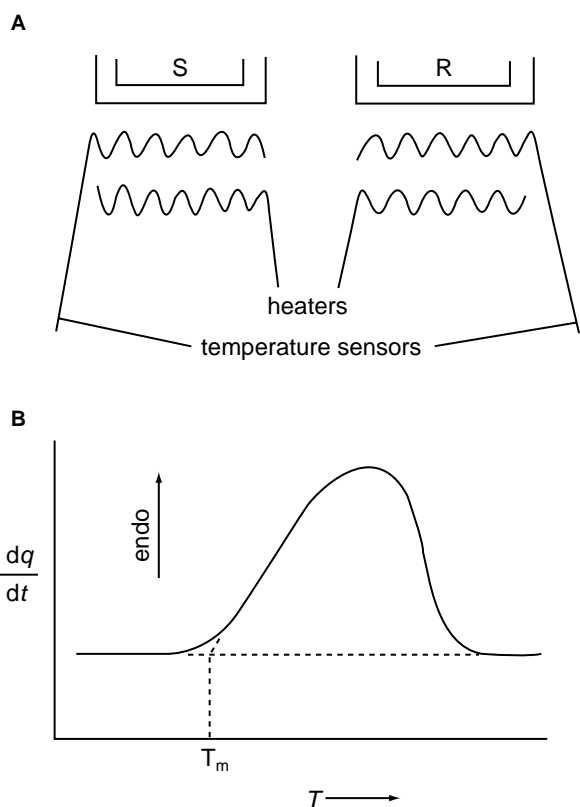 A
S R
heaters
temperature sensors
B
endo
dq
dt
Tm
T